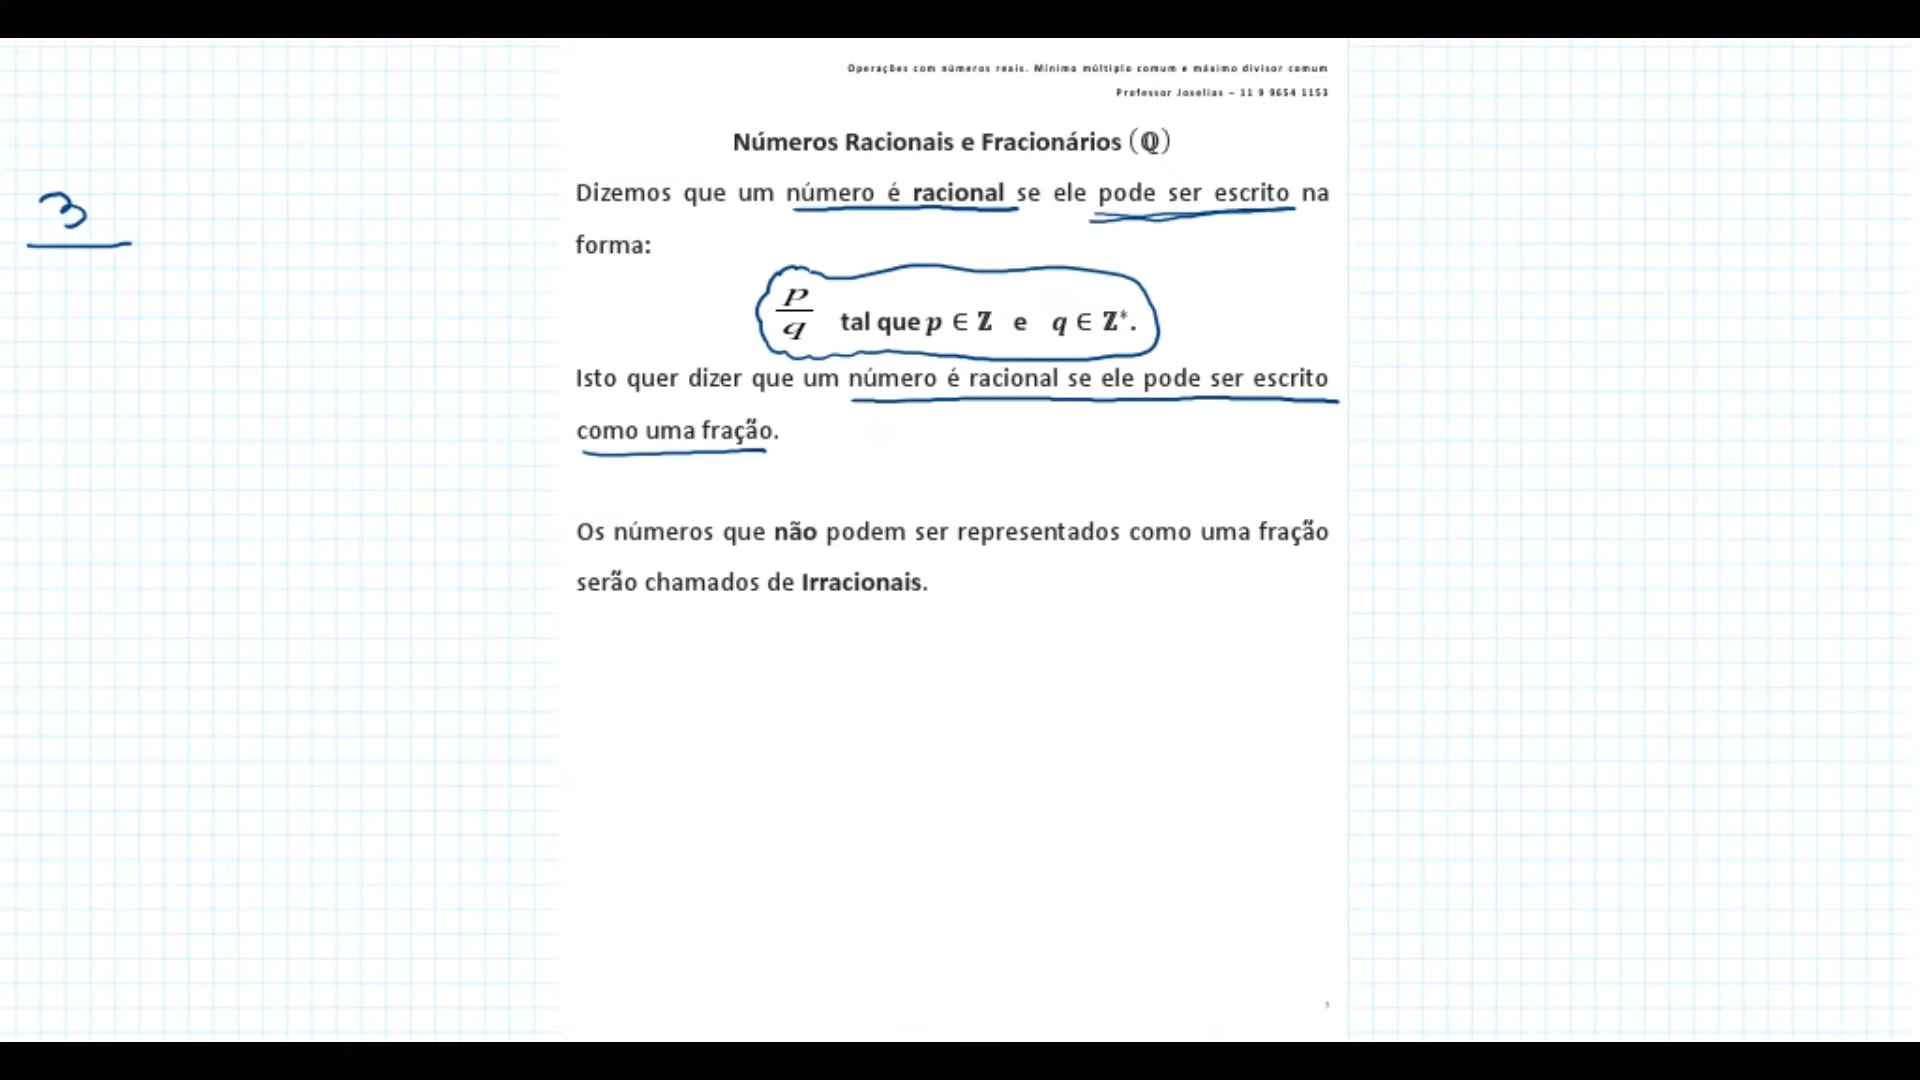 Operações com números reais. Mínimo múltiplo comum e máximo divisor comum
Professor Joselias – 11 9 9654 1153
Números Racionais e Fracionários (ℚ)
3
Dizemos que um número é racional se ele pode ser escrito na
forma:
p/q tal que p ∈ ℤ e q ∈ ℤ*.
Isto quer dizer que um número é racional se ele pode ser escrito
como uma fração.
Os números que não podem ser representados como uma fração
serão chamados de Irracionais.